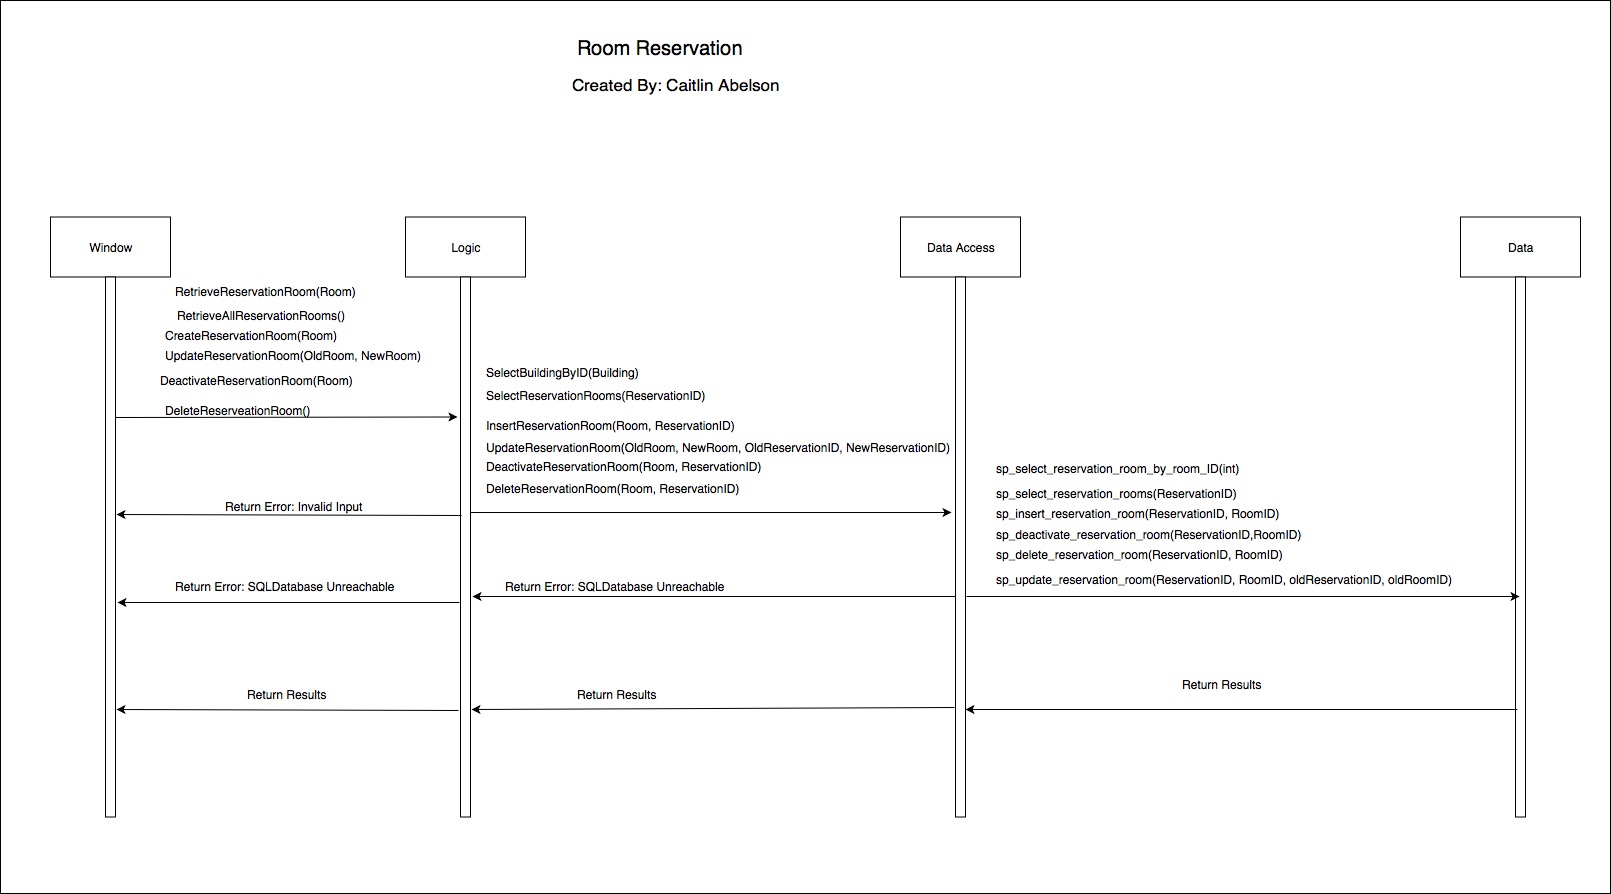 Room Reservation
Created By: Caitlin Abelson
Window
Logic
Data Access
Data
RetrieveReservationRoom(Room)
RetrieveAllReservationRooms()
CreateReservationRoom(Room)
UpdateReservationRoom(OldRoom, NewRoom)
DeactivateReservationRoom(Room)
DeleteReserveationRoom()
SelectBuildingByID(Building)
SelectReservationRooms(ReservationID)
InsertReservationRoom(Room, ReservationID)
UpdateReservationRoom(OldRoom, NewRoom, OldReservationID, NewReservationID)
DeactivateReservationRoom(Room, ReservationID)
DeleteReservationRoom(Room, ReservationID)
sp_select_reservation_room_by_room_ID(int)
sp_select_reservation_rooms(ReservationID)
sp_insert_reservation_room(ReservationID, RoomID)
sp_deactivate_reservation_room(ReservationID,RoomID)
sp_delete_reservation_room(ReservationID, RoomID)
sp_update_reservation_room(ReservationID, RoomID, oldReservationID, oldRoomID)
Return Error: Invalid Input
Return Error: SQLDatabase Unreachable
Return Error: SQLDatabase Unreachable
Return Results
Return Results
Return Results